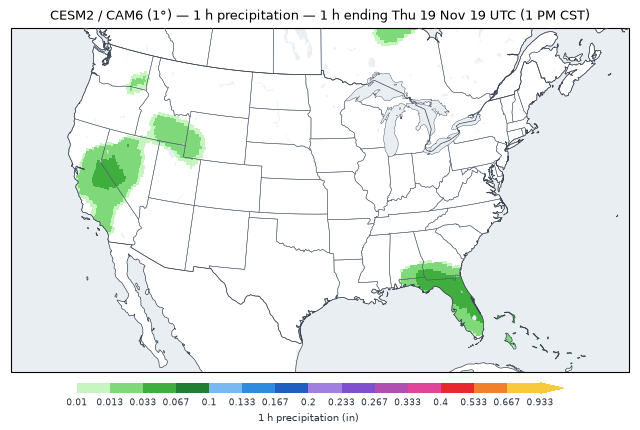 CESM2 / CAM6 (1°) — 1 h precipitation — 1 h ending Thu 19 Nov 19 UTC (1 PM CST)
0.01 0.013 0.033 0.067 0.1 0.133 0.167 0.2 0.233 0.267 0.333 0.4 0.533 0.667 0.933
1 h precipitation (in)